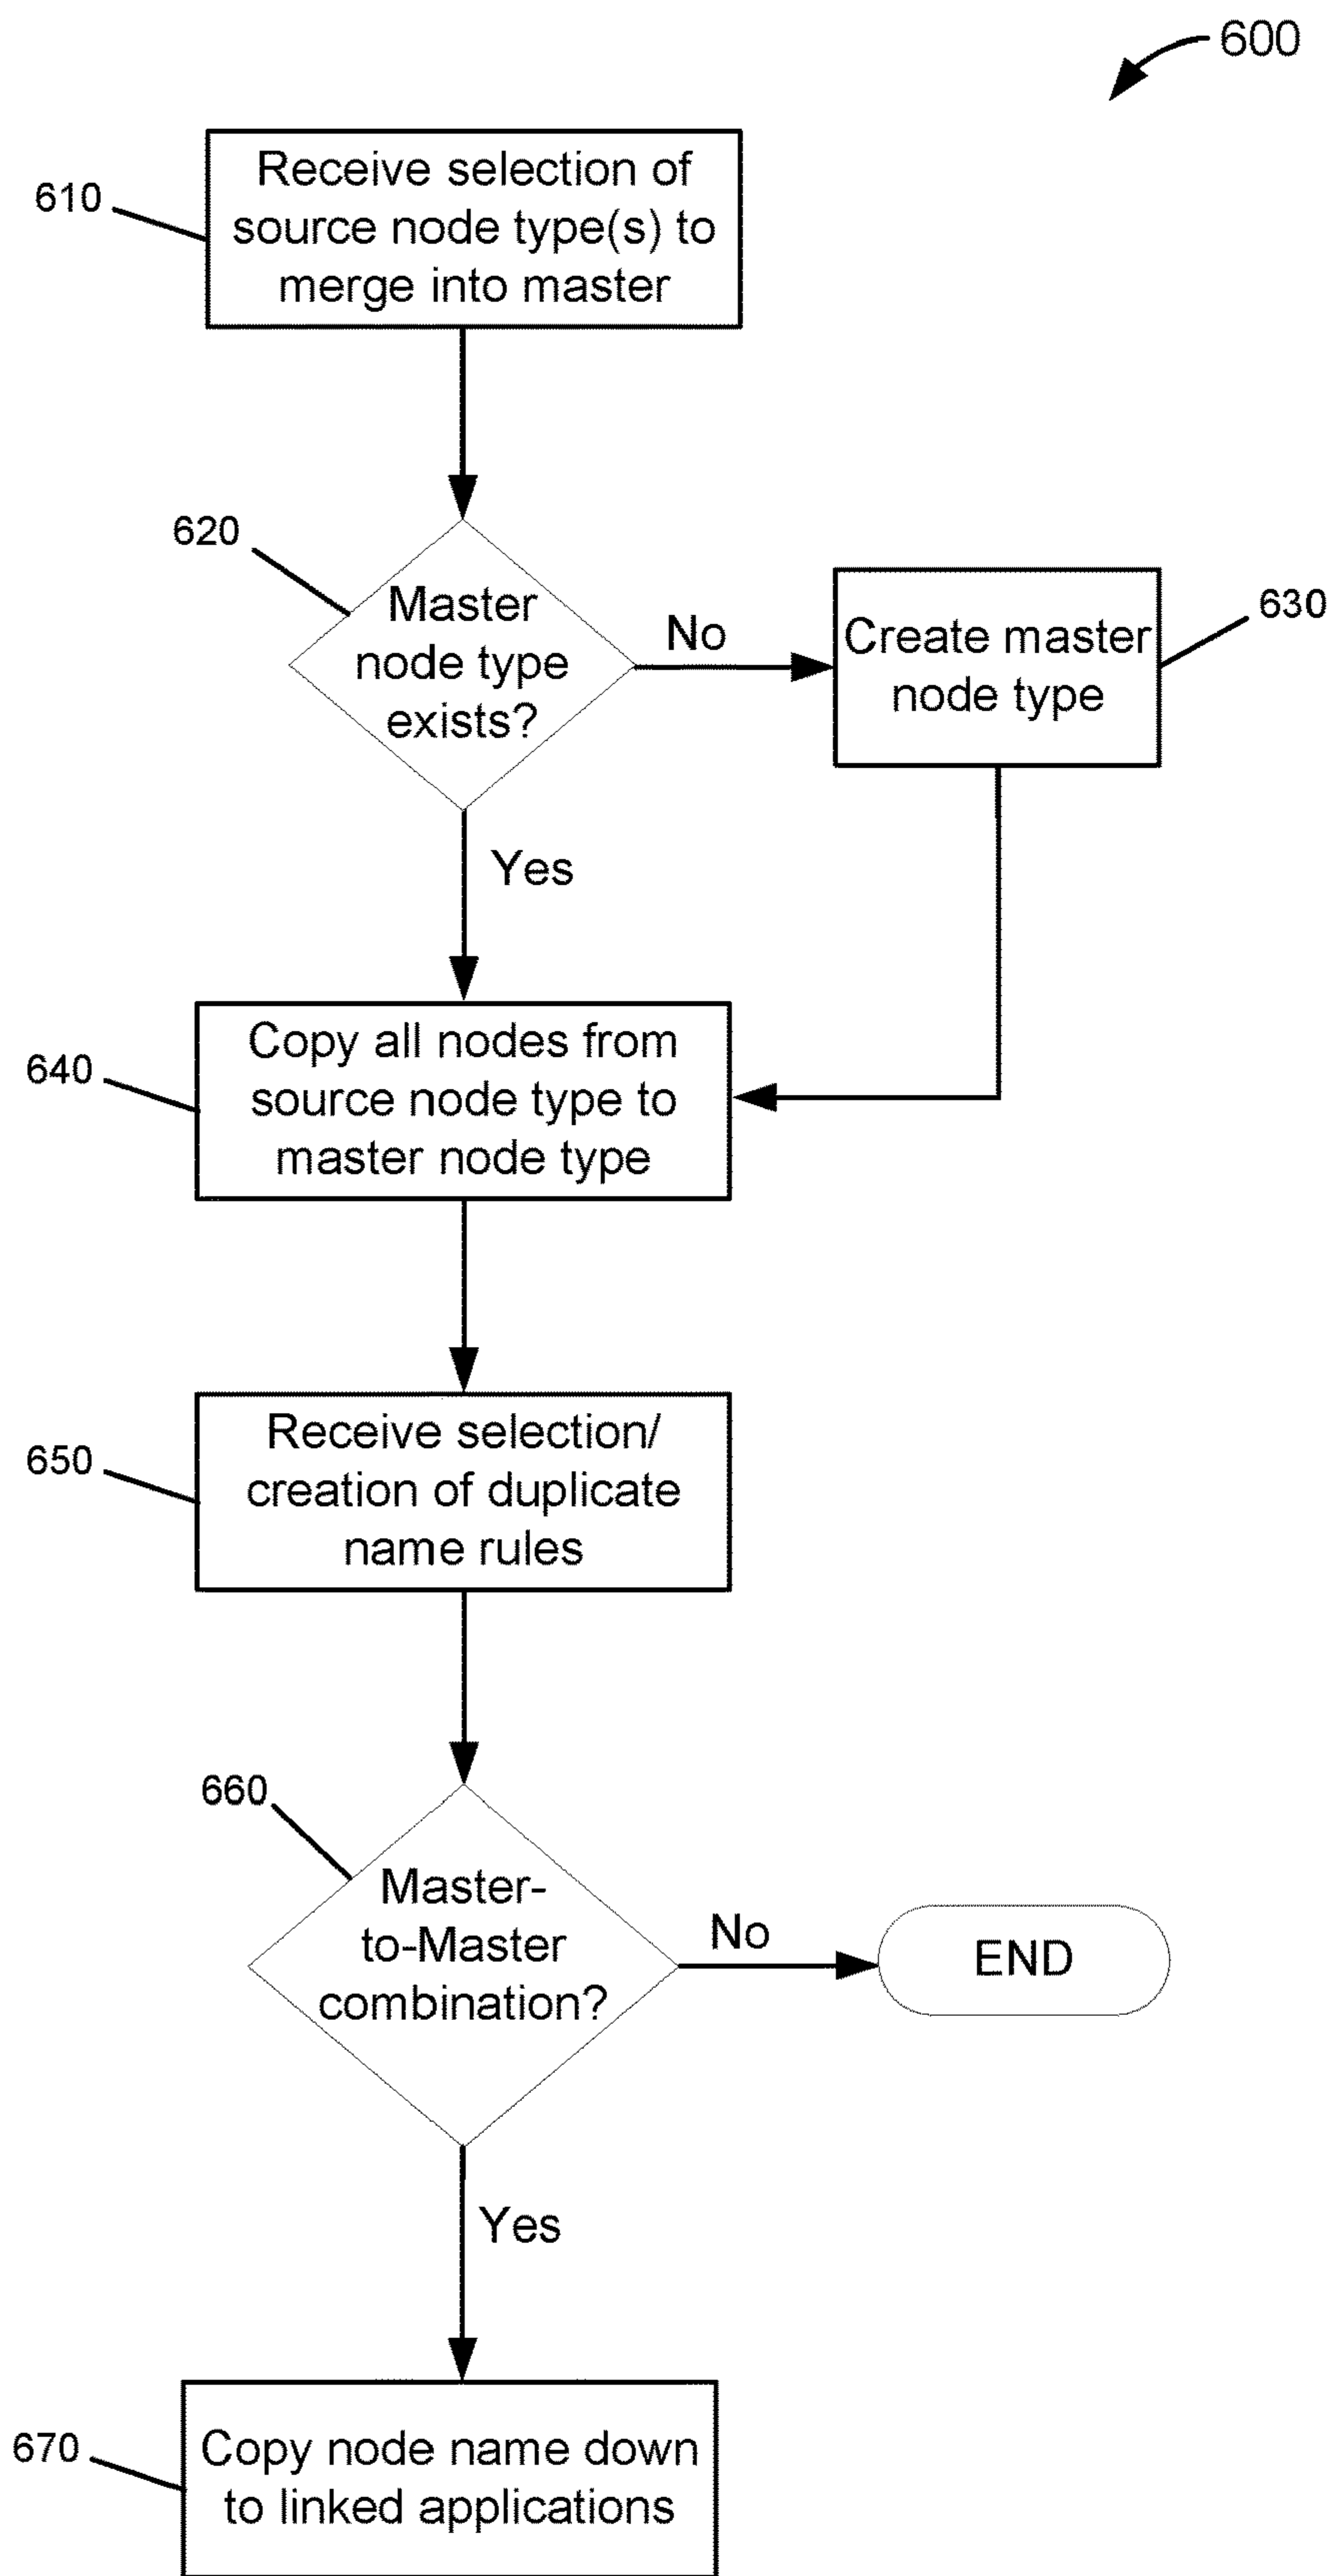 600
610
Receive selection of
source node type(s) to
merge into master
620
Master
node type
exists?
No
Create master
node type
630
Yes
640
Copy all nodes from
source node type to
master node type
650
Receive selection/
creation of duplicate
name rules
660
Master-
to-Master
combination?
No
END
Yes
670
Copy node name down
to linked applications